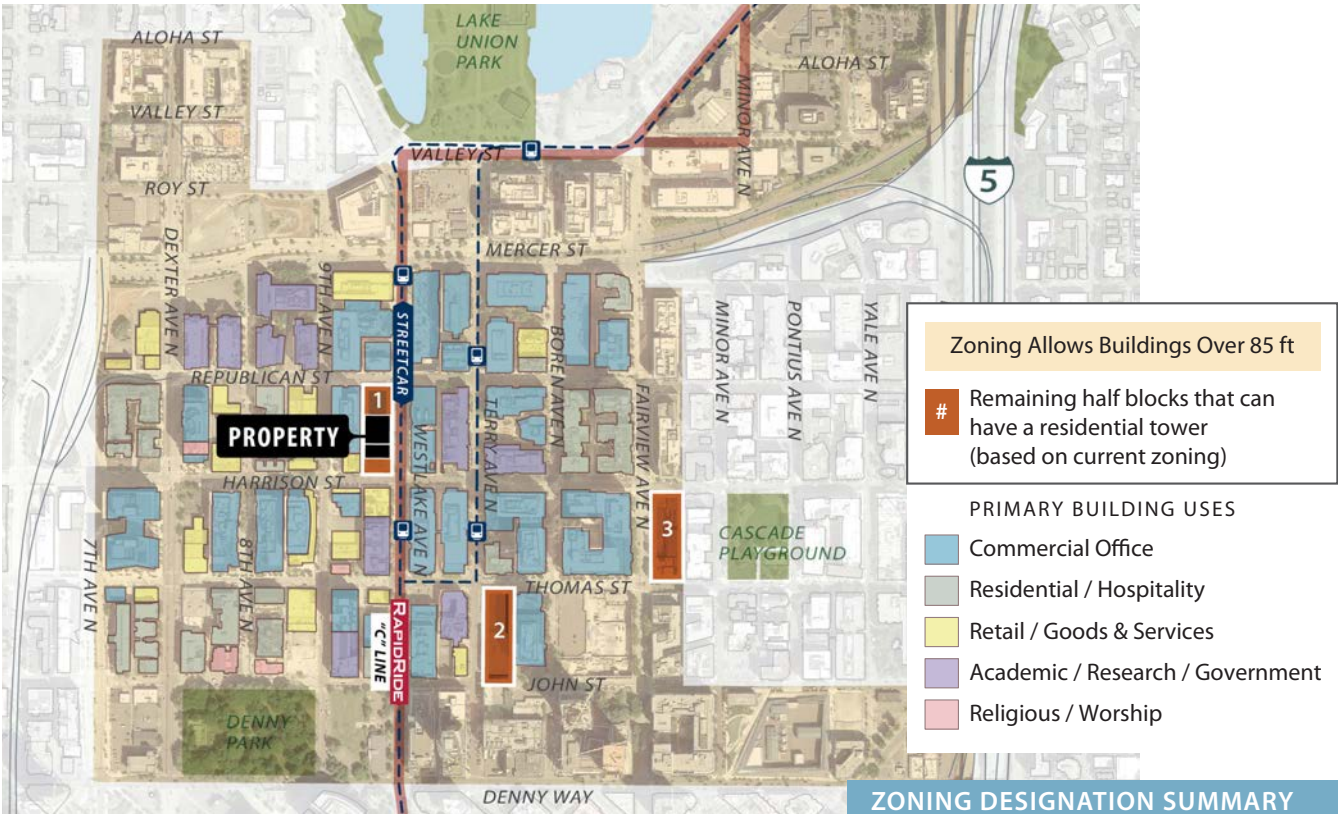 ALOHA ST
LAKE
UNION
PARK
ALOHA ST
VALLEY ST
MINOR AVE N
VALLEY ST
ROY ST
5
DEXTER AVE N
MERCER ST
9TH AVE N
STREETCAR
BOREN AVE N
MINOR AVE N
PONTIUS AVE N
YALE AVE N
REPUBLICAN ST
1
PROPERTY
WESTLAKE AVE N
TERRY AVE N
FAIRVIEW AVE N
HARRISON ST
3
CASCADE
PLAYGROUND
7TH AVE N
8TH AVE N
THOMAS ST
RAPIDRIDE
"C" LINE
2
JOHN ST
DENNY
PARK
DENNY WAY
Zoning Allows Buildings Over 85 ft
# Remaining half blocks that can
have a residential tower
(based on current zoning)
PRIMARY BUILDING USES
Commercial Office
Residential / Hospitality
Retail / Goods & Services
Academic / Research / Government
Religious / Worship
ZONING DESIGNATION SUMMARY